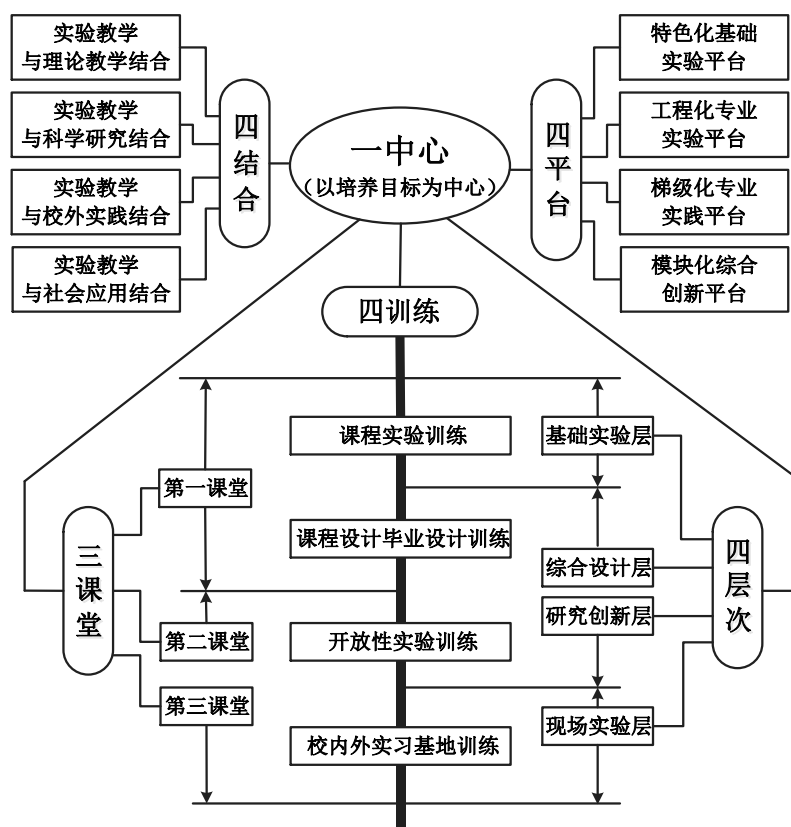 实验教学
与理论教学结合
实验教学
与科学研究结合
实验教学
与校外实践结合
实验教学
与社会应用结合
四结合
一中心
（以培养目标为中心）
四平台
特色化基础
实验平台
工程化专业
实验平台
梯级化专业
实践平台
模块化综合
创新平台
四训练
课程实验训练
基础实验层
第一课堂
三课堂
课程设计毕业设计训练
综合设计层
四层次
研究创新层
第二课堂
开放性实验训练
第三课堂
现场实验层
校内外实习基地训练